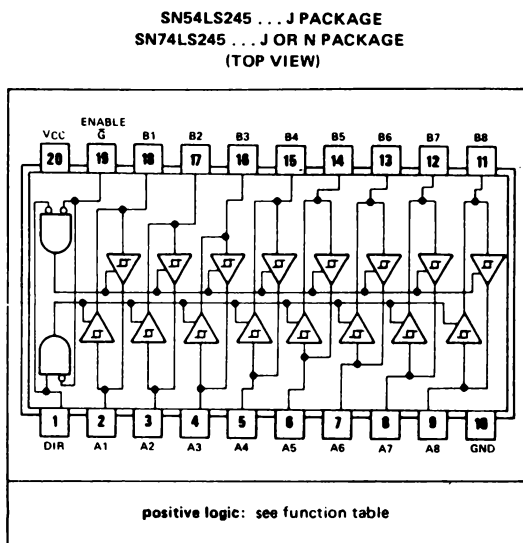 SN54LS245 ... J PACKAGE
SN74LS245 ... J OR N PACKAGE
(TOP VIEW)
VCC ENABLE G̅ B1 B2 B3 B4 B5 B6 B7 B8
20 19 18 17 16 15 14 13 12 11
1 2 3 4 5 6 7 8 9 10
DIR A1 A2 A3 A4 A5 A6 A7 A8 GND
positive logic: see function table